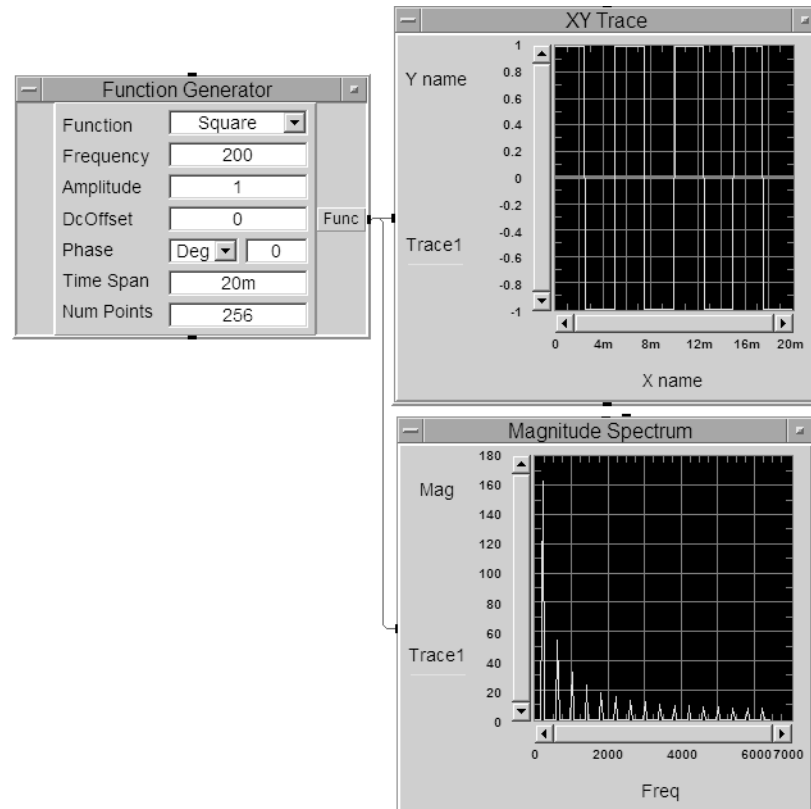 Function Generator
Function Square
Frequency 200
Amplitude 1
DcOffset 0
Phase Deg 0
Time Span 20m
Num Points 256
Func
XY Trace
Y name
Trace1
1
0.8
0.6
0.4
0.2
0
-0.2
-0.4
-0.6
-0.8
-1
0 4m 8m 12m 16m 20m
X name
Magnitude Spectrum
Mag
Trace1
180
160
140
120
100
80
60
40
20
0
0 2000 4000 6000 7000
Freq